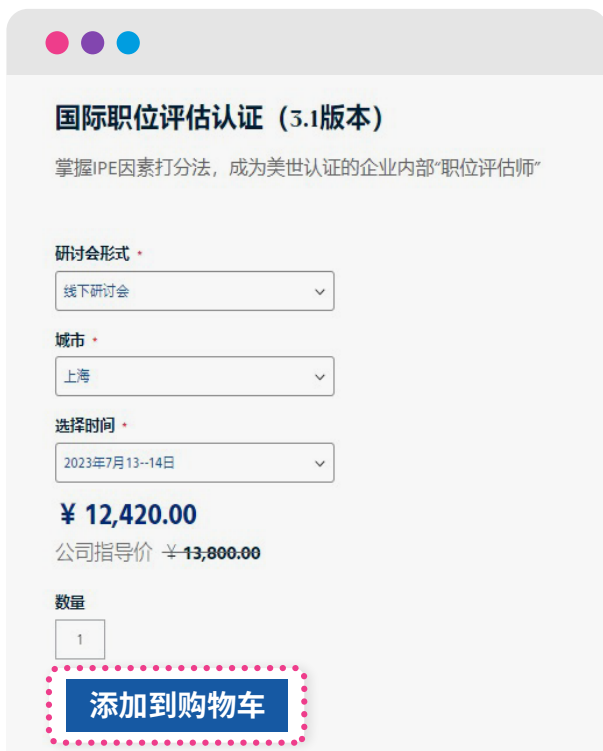 国际职位评估认证（3.1版本）
掌握IPE因素打分法，成为美世认证的企业内部“职位评估师”
研讨会形式 *
线下研讨会
城市 *
上海
选择时间 *
2023年7月13--14日
￥ 12,420.00
公司指导价 ￥ 13,800.00
数量
1
添加到购物车